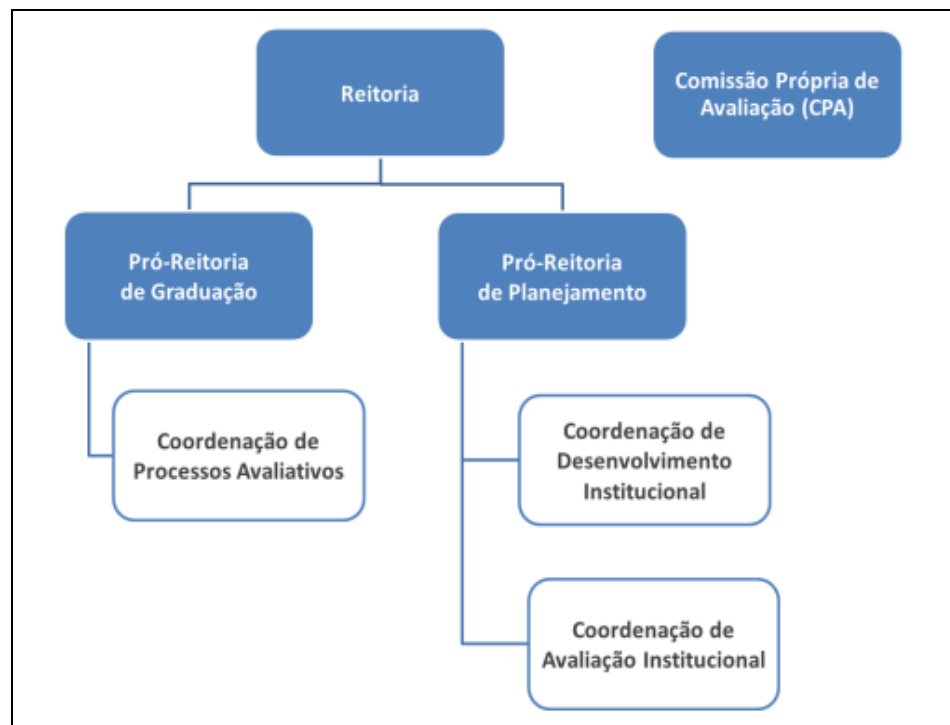 Reitoria
Comissão Própria de
Avaliação (CPA)
Pró-Reitoria
de Graduação
Pró-Reitoria
de Planejamento
Coordenação de
Processos Avaliativos
Coordenação de
Desenvolvimento
Institucional
Coordenação de
Avaliação Institucional